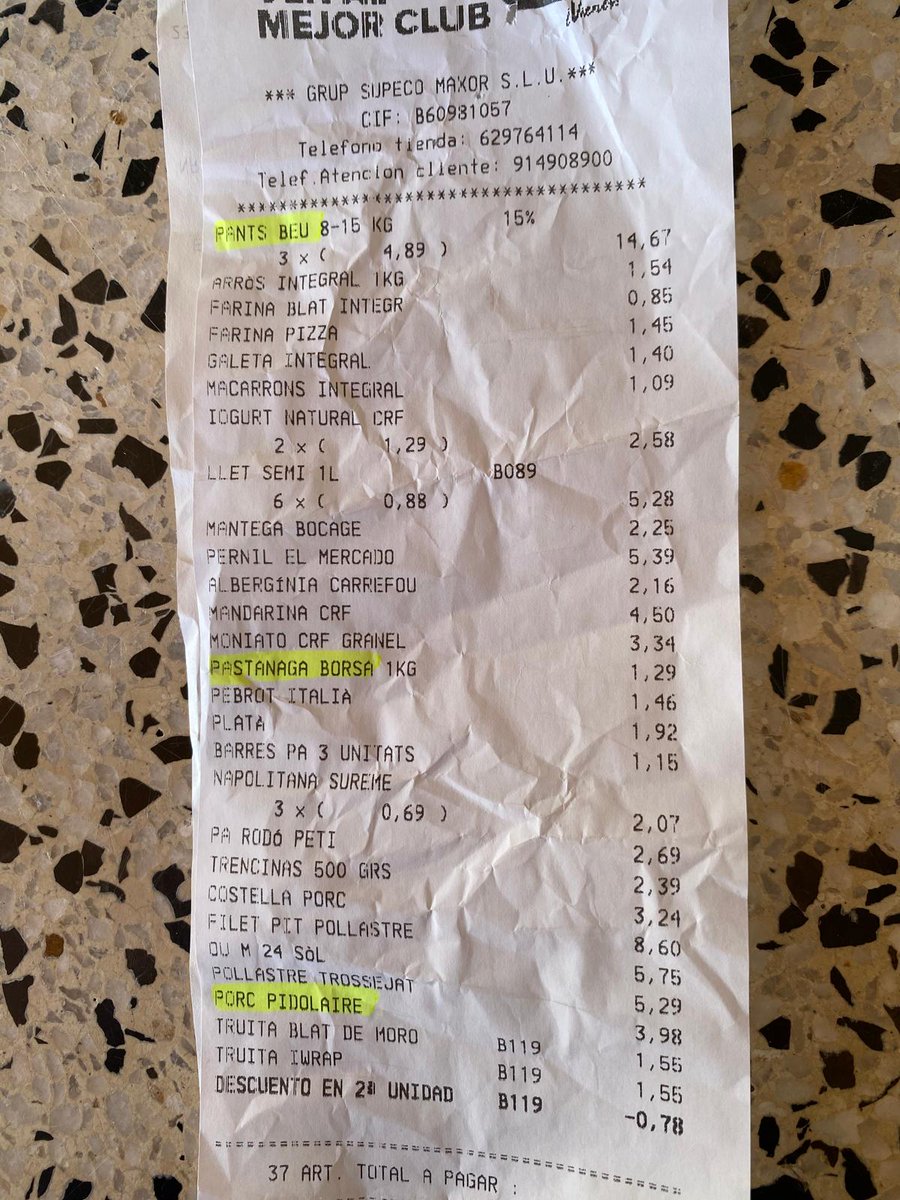 MEJOR CLUB
*** GRUP SUPECO MAXOR S.L.U.***
CIF: B60981057
Telefono tienda: 629764114
Telef.Atencion cliente: 914908900
****************************************
PANTS BEU 8-15 KG 15%
3 x ( 4,89 ) 14,67
ARRÒS INTEGRAL 1KG 1,54
FARINA BLAT INTEGR 0,85
FARINA PIZZA 1,45
GALETA INTEGRAL 1,40
MACARRONS INTEGRAL 1,09
IOGURT NATURAL CRF
2 x ( 1,29 ) 2,58
LLET SEMI 1L B089
6 x ( 0,88 ) 5,28
MANTEGA BOCAGE 2,25
PERNIL EL MERCADO 5,39
ALBERGíNIA CARREFOU 2,16
MANDARINA CRF 4,50
MONIATO CRF GRANEL 3,34
PASTANAGA BORSA 1KG 1,29
PEBROT ITALIÀ 1,46
PLATÀ 1,92
BARRES PA 3 UNITATS 1,15
NAPOLITANA SUREME
3 x ( 0,69 ) 2,07
PA RODó PETI 2,69
TRENCINAS 500 GRS 2,39
COSTELLA PORC 3,24
FILET PIT POLLASTRE 8,60
OU M 24 SòL 5,75
POLLASTRE TROSSEJAT 5,29
PORC PIDOLAIRE 3,98
TRUITA BLAT DE MORO B119 1,55
TRUITA IWRAP B119 1,55
DESCUENTO EN 2ª UNIDAD B119 -0,78
========================================
37 ART. TOTAL A PAGAR :